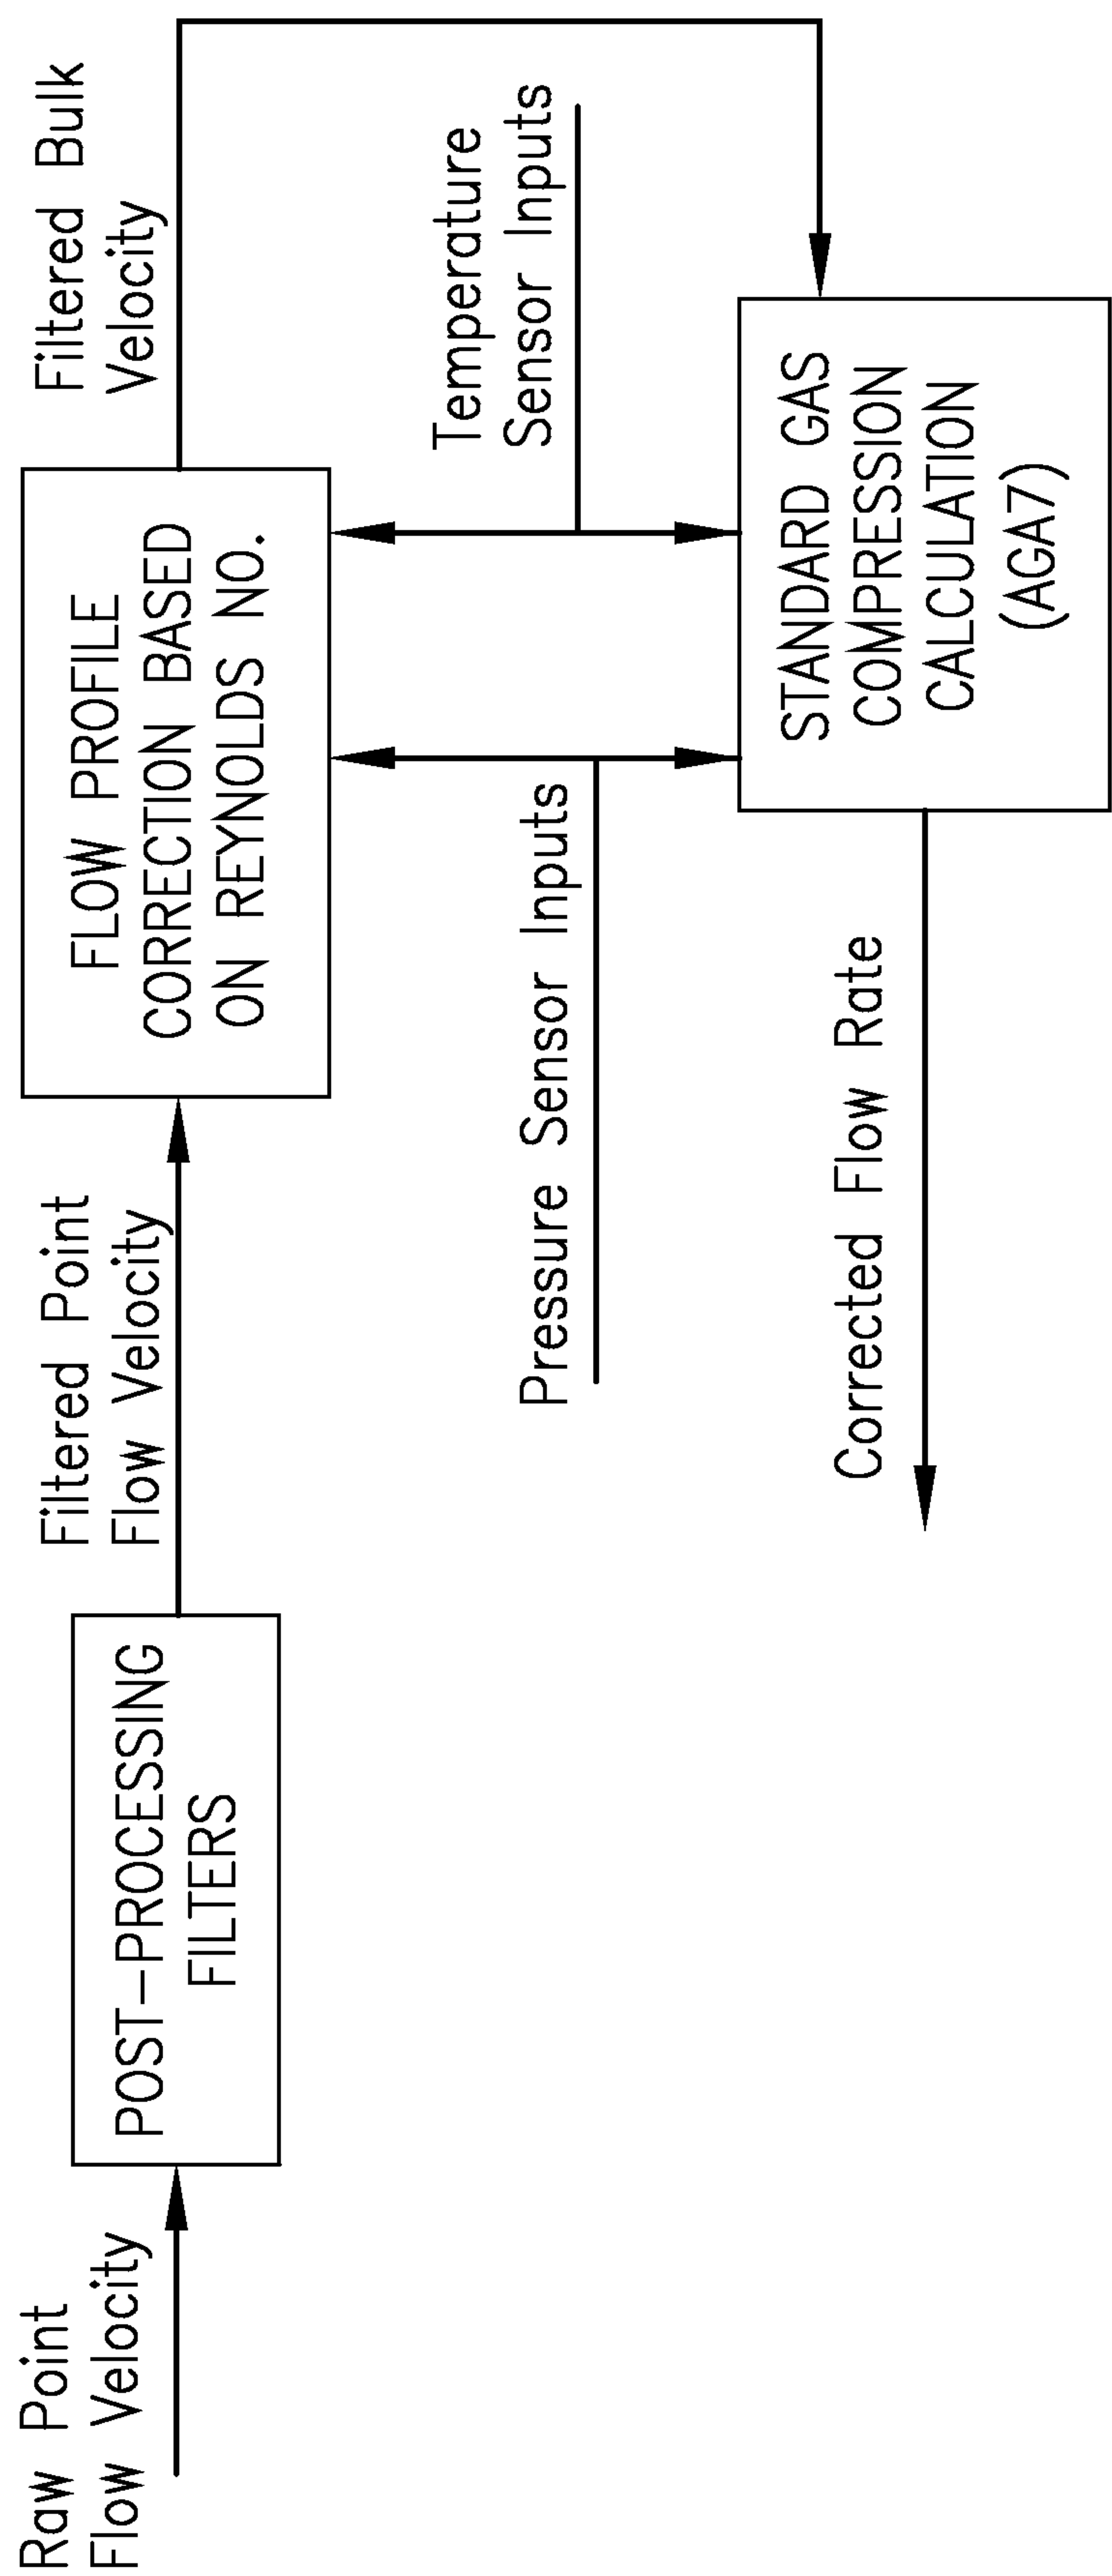 Raw Point
Flow Velocity
POST-PROCESSING
FILTERS
Filtered Point
Flow Velocity
FLOW PROFILE
CORRECTION BASED
ON REYNOLDS NO.
Filtered Bulk
Velocity
Pressure Sensor Inputs
Temperature
Sensor Inputs
STANDARD GAS
COMPRESSION
CALCULATION
(AGA7)
Corrected Flow Rate